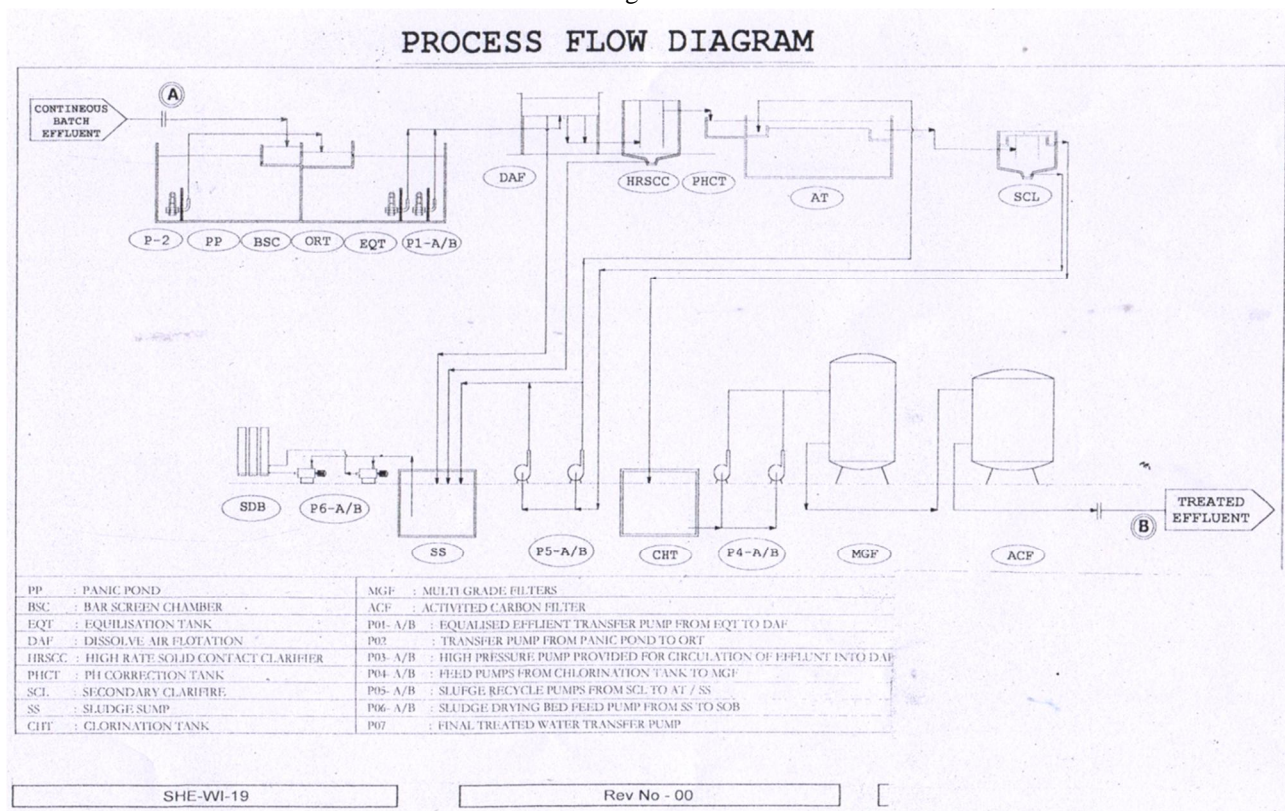 PROCESS FLOW DIAGRAM
CONTINEOUS
BATCH
EFFLUENT
A
DAF
HRSCC
PHCT
AT
SCL
P-2
PP
BSC
ORT
EQT
P1-A/B
SDB
P6-A/B
SS
P5-A/B
CHT
P4-A/B
MGF
ACF
B
TREATED
EFFLUENT
PP : PANIC POND
BSC : BAR SCREEN CHAMBER
EQT : EQUILISATION TANK
DAF : DISSOLVE AIR FLOTATION
HRSCC : HIGH RATE SOLID CONTACT CLARIFIER
PHCT : PH CORRECTION TANK
SCL : SECONDARY CLARIFIRE
SS : SLUDGE SUMP
CHT : CLORINATION TANK
MGF : MULTI GRADE FILTERS
ACF : ACTIVITED CARBON FILTER
P01- A/B : EQUALISED EFFLIENT TRANSFER PUMP FROM EQT TO DAF
P02 : TRANSFER PUMP FROM PANIC POND TO ORT
P03- A/B : HIGH PRESSURE PUMP PROVIDED FOR CIRCULATION OF EFFLUNT INTO DAF
P04- A/B : FEED PUMPS FROM CHLORINATION TANK TO MGF
P05- A/B : SLUFGE RECYCLE PUMPS FROM SCL TO AT / SS
P06- A/B : SLUDGE DRYING BED FEED PUMP FROM SS TO SOB
P07 : FINAL TREATED WATER TRANSFER PUMP
SHE-WI-19
Rev No - 00